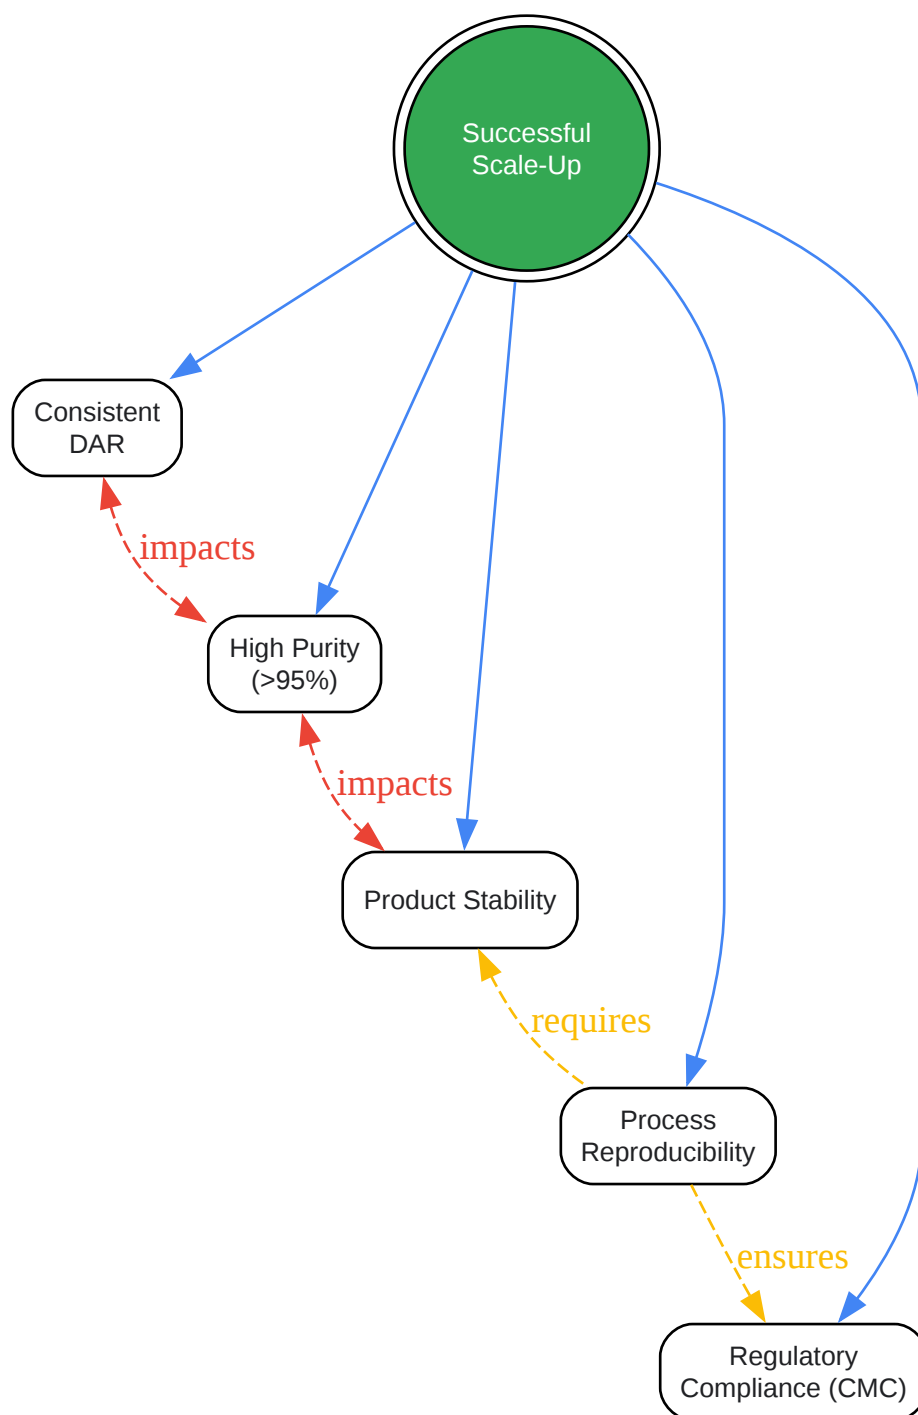 Successful
Scale-Up
Consistent
DAR
impacts
High Purity
(>95%)
impacts
Product Stability
requires
Process
Reproducibility
ensures
Regulatory
Compliance (CMC)